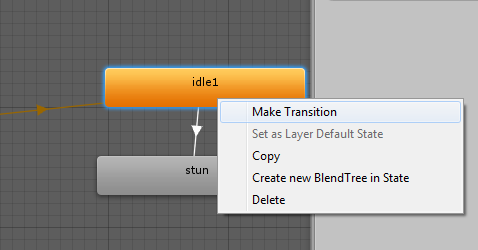 idle1
Make Transition
Set as Layer Default State
Copy
stun
Create new BlendTree in State
Delete